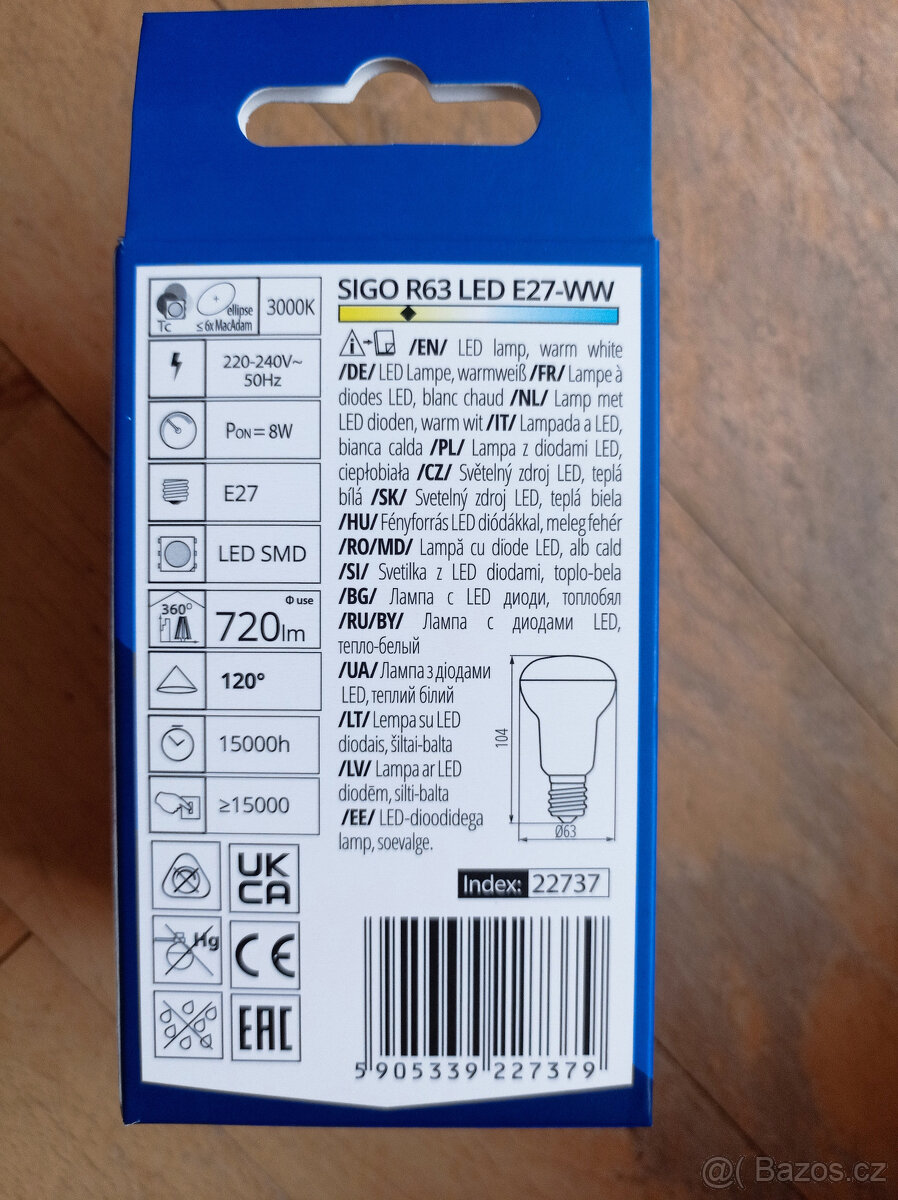 Tc
ellipse
≤ 6x MacAdam
3000K
220-240V~
50Hz
PON = 8W
E27
LED SMD
360°
Φ use
720lm
120°
15000h
≥15000
UK
CA
Hg
CE
EAC
SIGO R63 LED E27-WW
/EN/ LED lamp, warm white
/DE/ LED Lampe, warmweiß /FR/ Lampe à
diodes LED, blanc chaud /NL/ Lamp met
LED dioden, warm wit /IT/ Lampada a LED,
bianca calda /PL/ Lampa z diodami LED,
ciepłobiała /CZ/ Světelný zdroj LED, teplá
bílá /SK/ Svetelný zdroj LED, teplá biela
/HU/ Fényforrás LED diódákkal, meleg fehér
/RO/MD/ Lampă cu diode LED, alb cald
/SI/ Svetilka z LED diodami, toplo-bela
/BG/ Лампа с LED диоди, топлобял
/RU/BY/ Лампа с диодами LED,
тепло-белый
/UA/ Лампа з діодами
LED, теплий білий
/LT/ Lempa su LED
diodais, šiltai-balta
/LV/ Lampa ar LED
diodēm, silti-balta
/EE/ LED-dioodidega
lamp, soevalge.
104
Ø63
Index: 22737
5 905339 227379
@( Bazos.cz